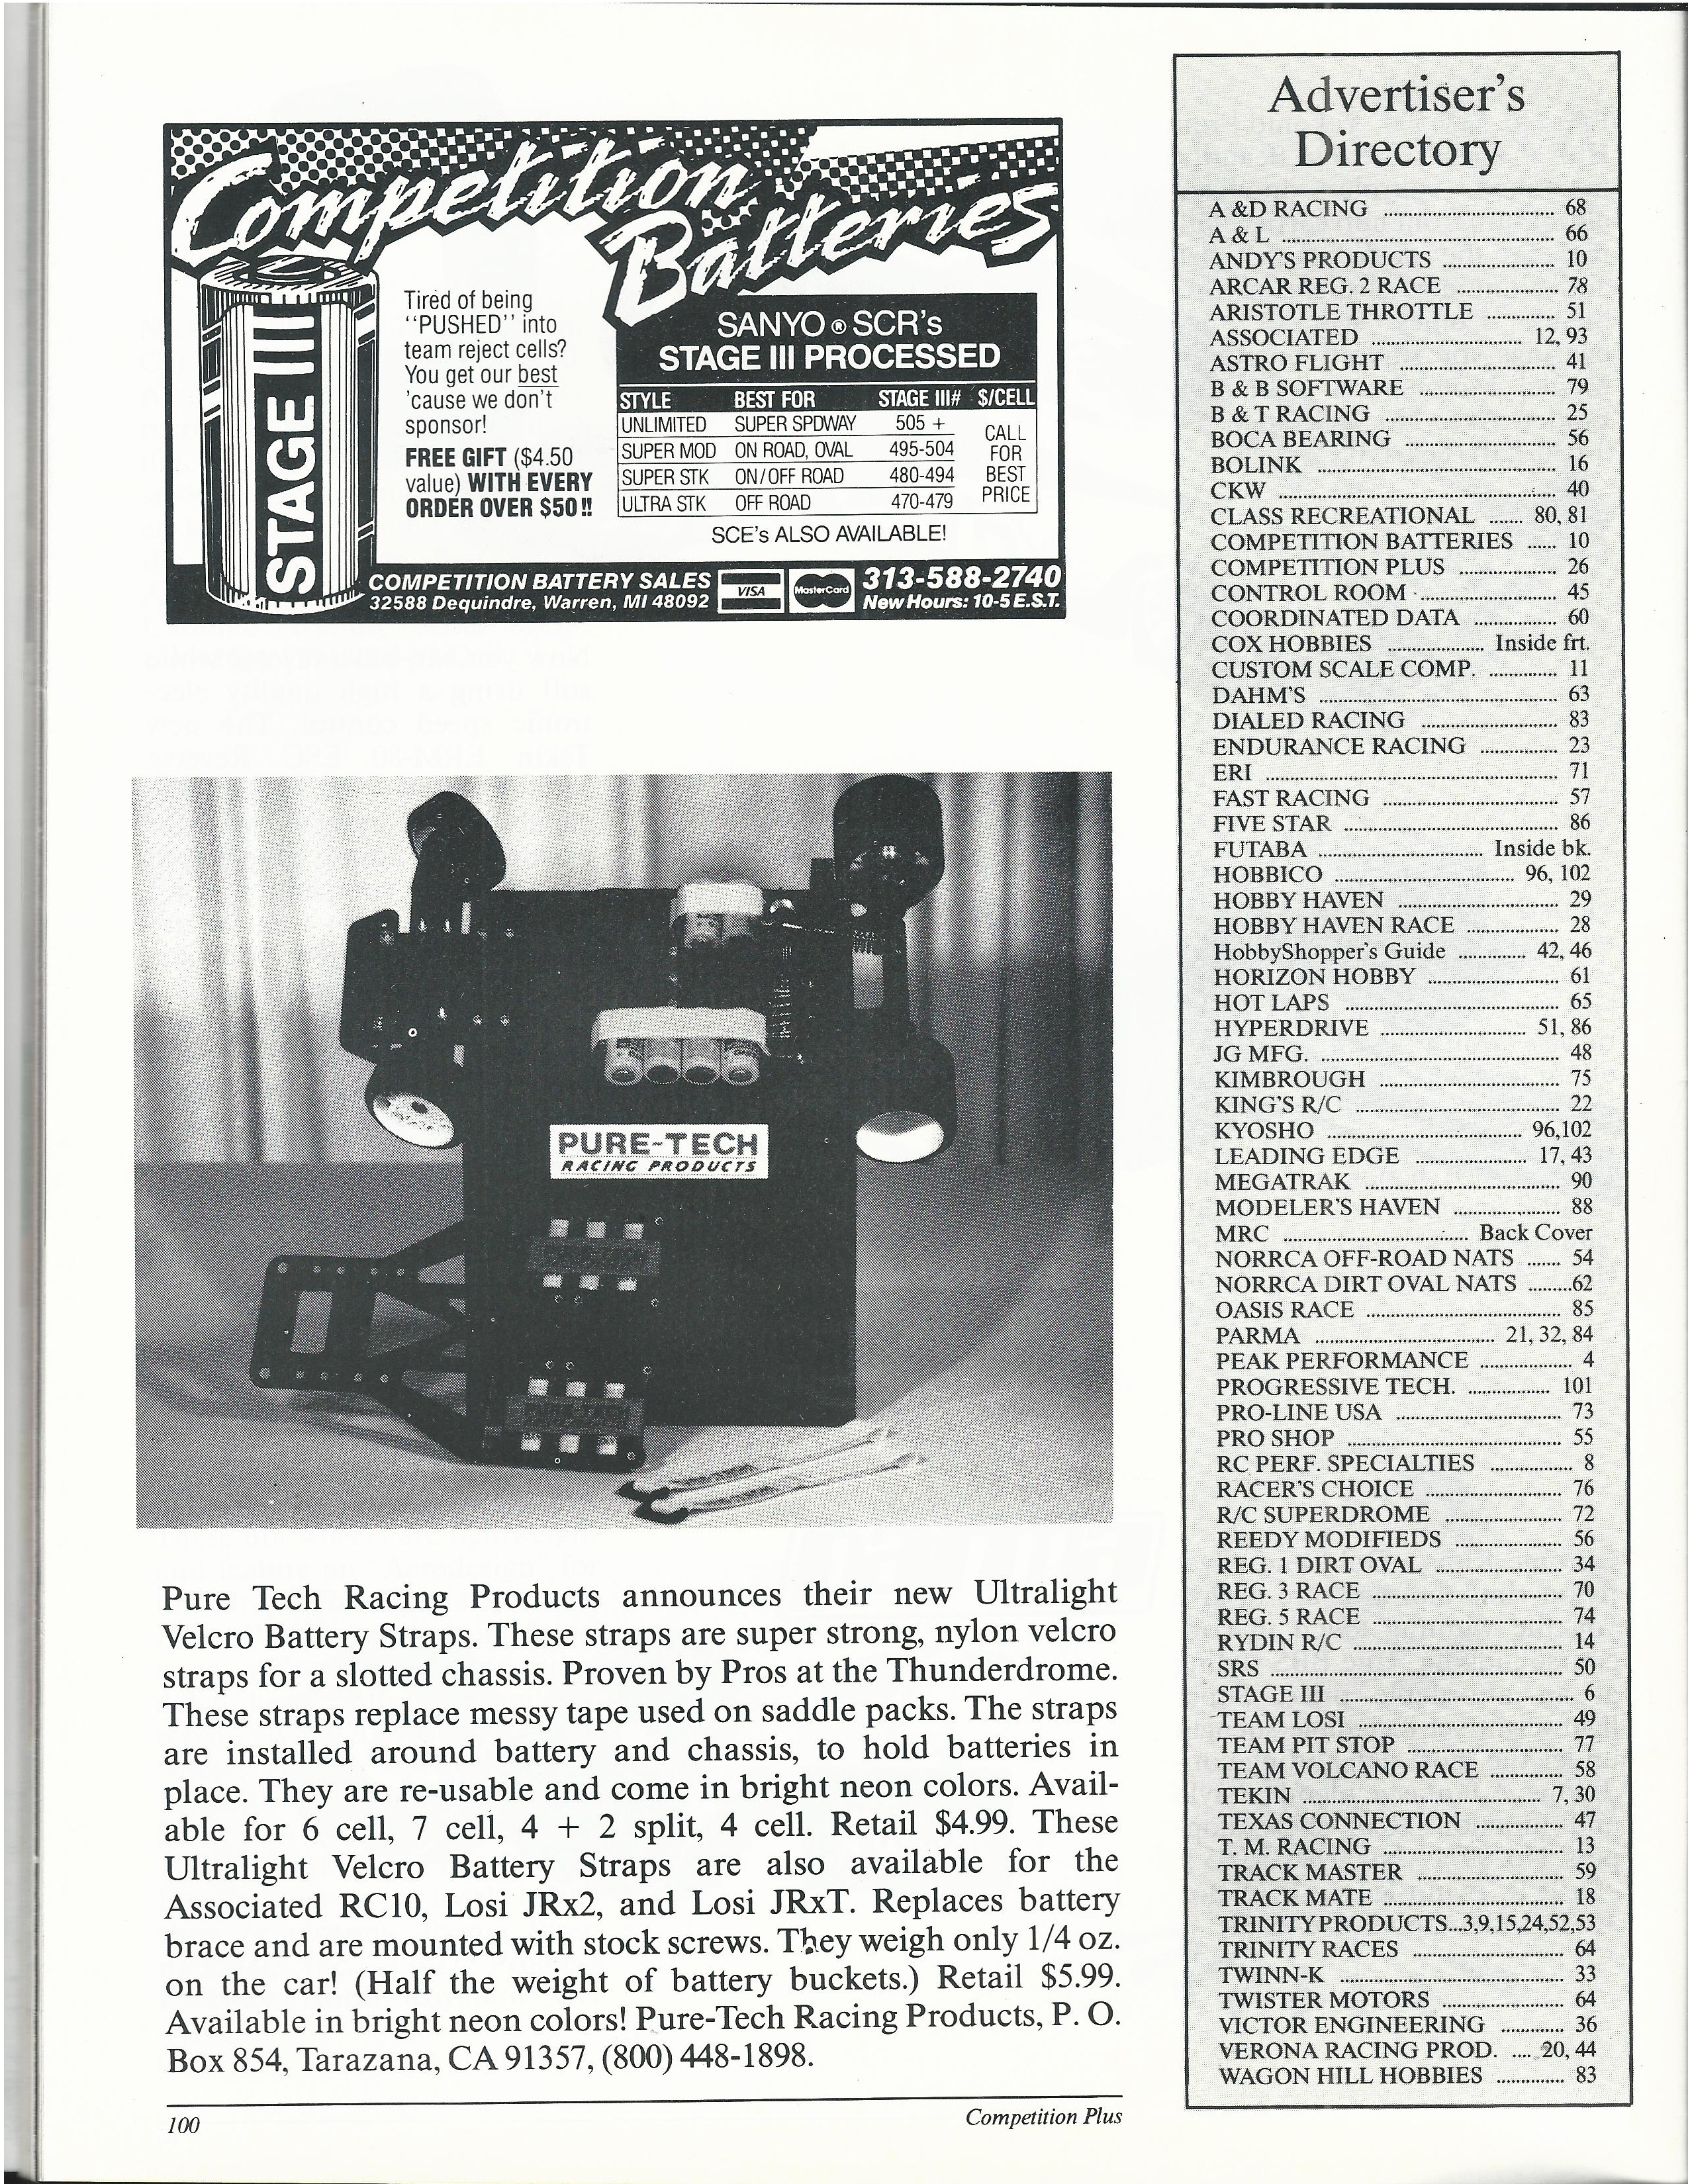 Competition
Batteries
STAGE III
Tired of being
"PUSHED" into
team reject cells?
You get our best
'cause we don't
sponsor!
FREE GIFT ($4.50
value) WITH EVERY
ORDER OVER $50!!
SANYO ® SCR's
STAGE III PROCESSED
STYLE BEST FOR STAGE III# $/CELL
UNLIMITED SUPER SPDWAY 505 +
SUPER MOD ON ROAD, OVAL 495-504
SUPER STK ON/OFF ROAD 480-494
ULTRA STK OFF ROAD 470-479
CALL
FOR
BEST
PRICE
SCE's ALSO AVAILABLE!
COMPETITION BATTERY SALES
32588 Dequindre, Warren, MI 48092
VISA
MasterCard
313-588-2740
New Hours: 10-5 E.S.T.
PURE-TECH
RACING PRODUCTS
PURE-TECH
PURE-TECH
Pure Tech Racing Products announces their new Ultralight
Velcro Battery Straps. These straps are super strong, nylon velcro
straps for a slotted chassis. Proven by Pros at the Thunderdrome.
These straps replace messy tape used on saddle packs. The straps
are installed around battery and chassis, to hold batteries in
place. They are re-usable and come in bright neon colors. Avail-
able for 6 cell, 7 cell, 4 + 2 split, 4 cell. Retail $4.99. These
Ultralight Velcro Battery Straps are also available for the
Associated RC10, Losi JRx2, and Losi JRxT. Replaces battery
brace and are mounted with stock screws. They weigh only 1/4 oz.
on the car! (Half the weight of battery buckets.) Retail $5.99.
Available in bright neon colors! Pure-Tech Racing Products, P. O.
Box 854, Tarazana, CA 91357, (800) 448-1898.
100
Competition Plus
Advertiser's
Directory
A &D RACING ........ 68
A & L ........ 66
ANDY'S PRODUCTS ........ 10
ARCAR REG. 2 RACE ........ 78
ARISTOTLE THROTTLE ........ 51
ASSOCIATED ........ 12, 93
ASTRO FLIGHT ........ 41
B & B SOFTWARE ........ 79
B & T RACING ........ 25
BOCA BEARING ........ 56
BOLINK ........ 16
CKW ........ 40
CLASS RECREATIONAL ....... 80, 81
COMPETITION BATTERIES ...... 10
COMPETITION PLUS ........ 26
CONTROL ROOM ........ 45
COORDINATED DATA ........ 60
COX HOBBIES ........ Inside frt.
CUSTOM SCALE COMP. ........ 11
DAHM'S ........ 63
DIALED RACING ........ 83
ENDURANCE RACING ........ 23
ERI ........ 71
FAST RACING ........ 57
FIVE STAR ........ 86
FUTABA ........ Inside bk.
HOBBICO ........ 96, 102
HOBBY HAVEN ........ 29
HOBBY HAVEN RACE ........ 28
HobbyShopper's Guide ........ 42, 46
HORIZON HOBBY ........ 61
HOT LAPS ........ 65
HYPERDRIVE ........ 51, 86
JG MFG. ........ 48
KIMBROUGH ........ 75
KING'S R/C ........ 22
KYOSHO ........ 96,102
LEADING EDGE ........ 17, 43
MEGATRAK ........ 90
MODELER'S HAVEN ........ 88
MRC ........ Back Cover
NORRCA OFF-ROAD NATS ....... 54
NORRCA DIRT OVAL NATS ........62
OASIS RACE ........ 85
PARMA ........ 21, 32, 84
PEAK PERFORMANCE ........ 4
PROGRESSIVE TECH. ........ 101
PRO-LINE USA ........ 73
PRO SHOP ........ 55
RC PERF. SPECIALTIES ........ 8
RACER'S CHOICE ........ 76
R/C SUPERDROME ........ 72
REEDY MODIFIEDS ........ 56
REG. 1 DIRT OVAL ........ 34
REG. 3 RACE ........ 70
REG. 5 RACE ........ 74
RYDIN R/C ........ 14
SRS ........ 50
STAGE III ........ 6
TEAM LOSI ........ 49
TEAM PIT STOP ........ 77
TEAM VOLCANO RACE ........ 58
TEKIN ........ 7, 30
TEXAS CONNECTION ........ 47
T. M. RACING ........ 13
TRACK MASTER ........ 59
TRACK MATE ........ 18
TRINITY PRODUCTS...3,9,15,24,52,53
TRINITY RACES ........ 64
TWINN-K ........ 33
TWISTER MOTORS ........ 64
VICTOR ENGINEERING ........ 36
VERONA RACING PROD. .... 20, 44
WAGON HILL HOBBIES ........ 83